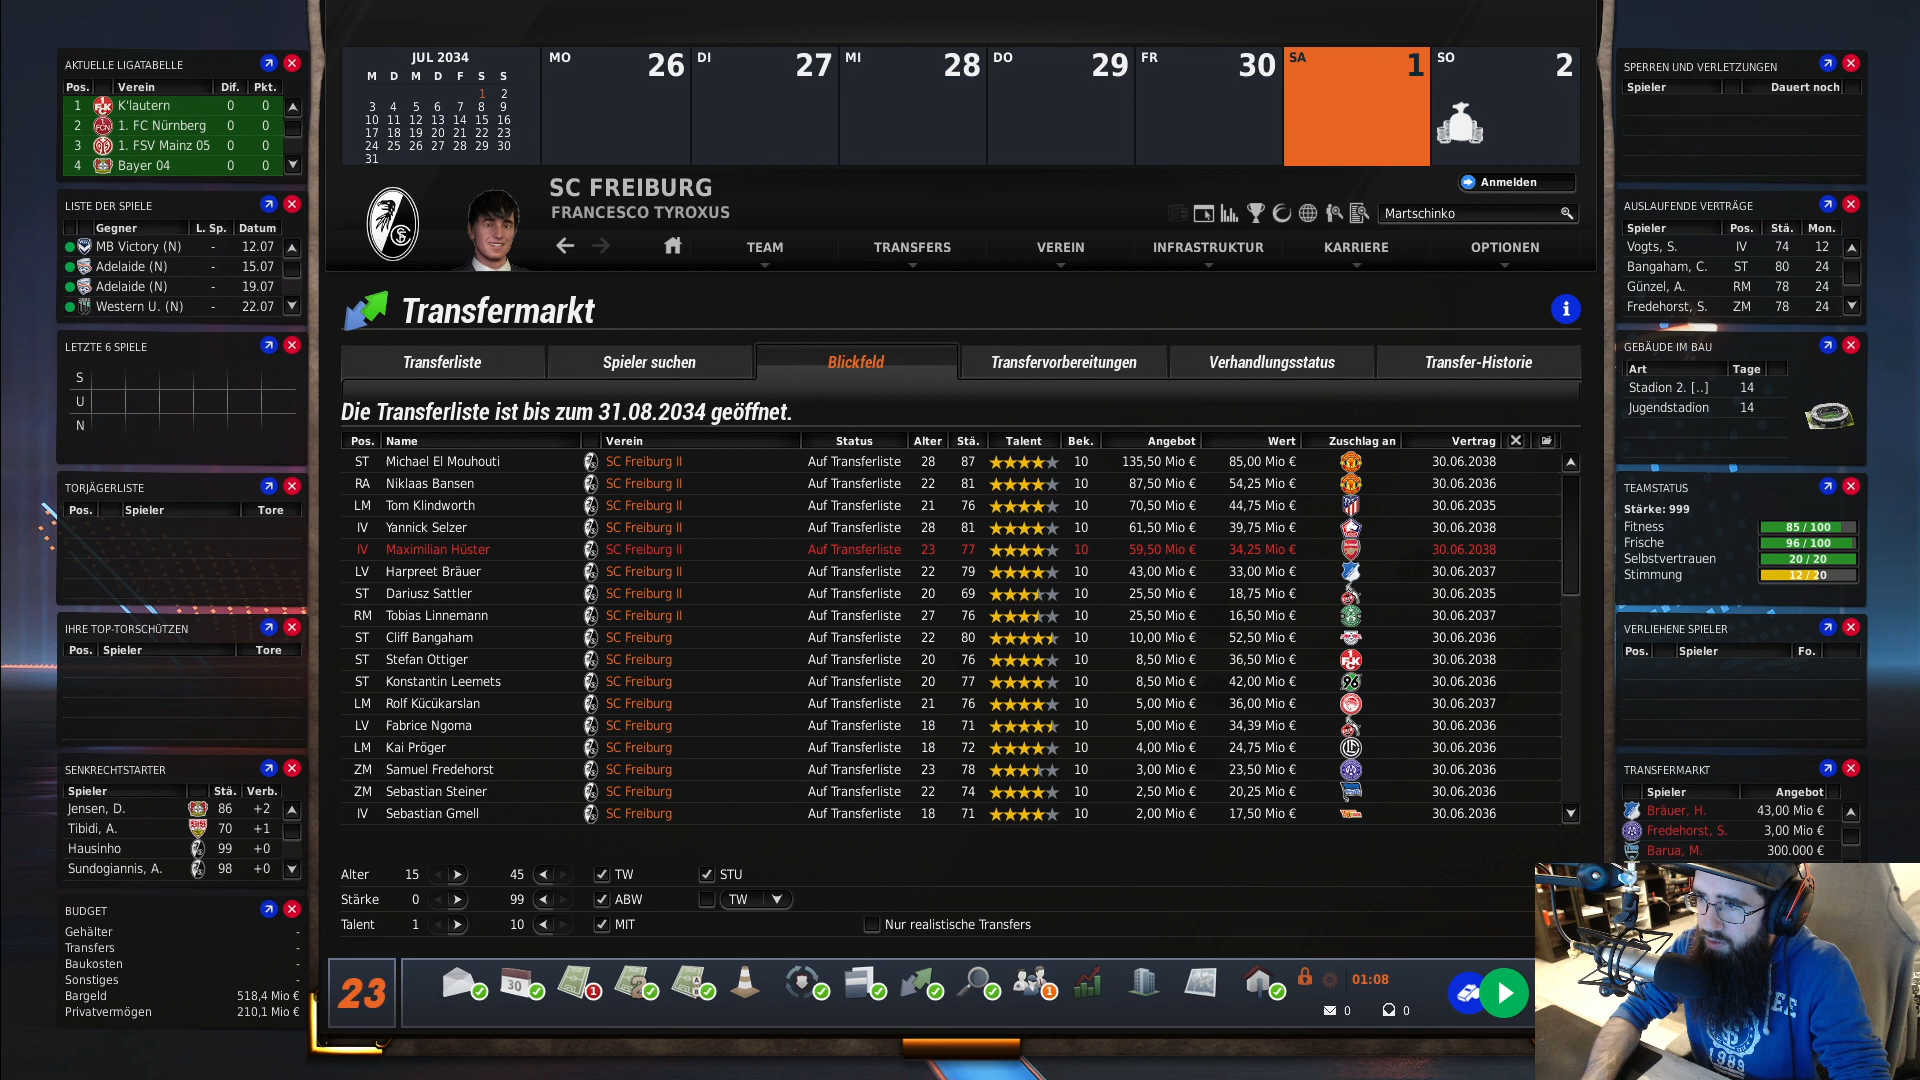 AKTUELLE LIGATABELLE
Pos. Verein Dif. Pkt.
1 K'lautern 0 0
2 1. FC Nürnberg 0 0
3 1. FSV Mainz 05 0 0
4 Bayer 04 0 0
LISTE DER SPIELE
Gegner L. Sp. Datum
MB Victory (N) - 12.07
Adelaide (N) - 15.07
Adelaide (N) - 19.07
Western U. (N) - 22.07
LETZTE 6 SPIELE
S
U
N
TORJÄGERLISTE
Pos. Spieler Tore
IHRE TOP-TORSCHÜTZEN
Pos. Spieler Tore
SENKRECHTSTARTER
Spieler Stä. Verb.
Jensen, D. 86 +2
Tibidi, A. 70 +1
Hausinho 99 +0
Sundogiannis, A. 98 +0
BUDGET
Gehälter -
Transfers -
Baukosten -
Sonstiges -
Bargeld 518,4 Mio €
Privatvermögen 210,1 Mio €
JUL 2034
M D M D F S S
1 2
3 4 5 6 7 8 9
10 11 12 13 14 15 16
17 18 19 20 21 22 23
24 25 26 27 28 29 30
31
MO 26 DI 27 MI 28 DO 29 FR 30 SA 1 SO 2
SC FREIBURG
FRANCESCO TYROXUS
Anmelden
Martschinko
TEAM TRANSFERS VEREIN INFRASTRUKTUR KARRIERE OPTIONEN
Transfermarkt
Transferliste Spieler suchen Blickfeld Transfervorbereitungen Verhandlungsstatus Transfer-Historie
Die Transferliste ist bis zum 31.08.2034 geöffnet.
Pos. Name Verein Status Alter Stä. Talent Bek. Angebot Wert Zuschlag an Vertrag
ST Michael El Mouhouti SC Freiburg II Auf Transferliste 28 87 10 135,50 Mio € 85,00 Mio € 30.06.2038
RA Niklaas Bansen SC Freiburg II Auf Transferliste 22 81 10 87,50 Mio € 54,25 Mio € 30.06.2036
LM Tom Klindworth SC Freiburg II Auf Transferliste 21 76 10 70,50 Mio € 44,75 Mio € 30.06.2035
IV Yannick Selzer SC Freiburg II Auf Transferliste 28 81 10 61,50 Mio € 39,75 Mio € 30.06.2038
IV Maximilian Hüster SC Freiburg II Auf Transferliste 23 77 10 59,50 Mio € 34,25 Mio € 30.06.2038
LV Harpreet Bräuer SC Freiburg II Auf Transferliste 22 79 10 43,00 Mio € 33,00 Mio € 30.06.2037
ST Dariusz Sattler SC Freiburg II Auf Transferliste 20 69 10 25,50 Mio € 18,75 Mio € 30.06.2035
RM Tobias Linnemann SC Freiburg II Auf Transferliste 27 76 10 25,50 Mio € 16,50 Mio € 30.06.2037
ST Cliff Bangaham SC Freiburg Auf Transferliste 22 80 10 10,00 Mio € 52,50 Mio € 30.06.2036
ST Stefan Ottiger SC Freiburg Auf Transferliste 20 76 10 8,50 Mio € 36,50 Mio € 30.06.2038
ST Konstantin Leemets SC Freiburg Auf Transferliste 20 77 10 8,50 Mio € 42,00 Mio € 30.06.2036
LM Rolf Kücükarslan SC Freiburg Auf Transferliste 21 76 10 5,00 Mio € 36,00 Mio € 30.06.2037
LV Fabrice Ngoma SC Freiburg Auf Transferliste 18 71 10 5,00 Mio € 34,39 Mio € 30.06.2036
LM Kai Pröger SC Freiburg Auf Transferliste 18 72 10 4,00 Mio € 24,75 Mio € 30.06.2036
ZM Samuel Fredehorst SC Freiburg Auf Transferliste 23 78 10 3,00 Mio € 23,50 Mio € 30.06.2036
ZM Sebastian Steiner SC Freiburg Auf Transferliste 22 74 10 2,50 Mio € 20,25 Mio € 30.06.2036
IV Sebastian Gmell SC Freiburg Auf Transferliste 18 71 10 2,00 Mio € 17,50 Mio € 30.06.2036
Alter 15 45 TW STU
Stärke 0 99 ABW TW
Talent 1 10 MIT Nur realistische Transfers
23 30 1 1 01:08
0 0
SPERREN UND VERLETZUNGEN
Spieler Dauert noch
AUSLAUFENDE VERTRÄGE
Spieler Pos. Stä. Mon.
Vogts, S. IV 74 12
Bangaham, C. ST 80 24
Günzel, A. RM 78 24
Fredehorst, S. ZM 78 24
GEBÄUDE IM BAU
Art Tage
Stadion 2. [..] 14
Jugendstadion 14
TEAMSTATUS
Stärke: 999
Fitness 85 / 100
Frische 96 / 100
Selbstvertrauen 20 / 20
Stimmung 12 / 20
VERLIEHENE SPIELER
Pos. Spieler Fo.
TRANSFERMARKT
Spieler Angebot
Bräuer, H. 43,00 Mio €
Fredehorst, S. 3,00 Mio €
Barua, M. 300.000 €
1989